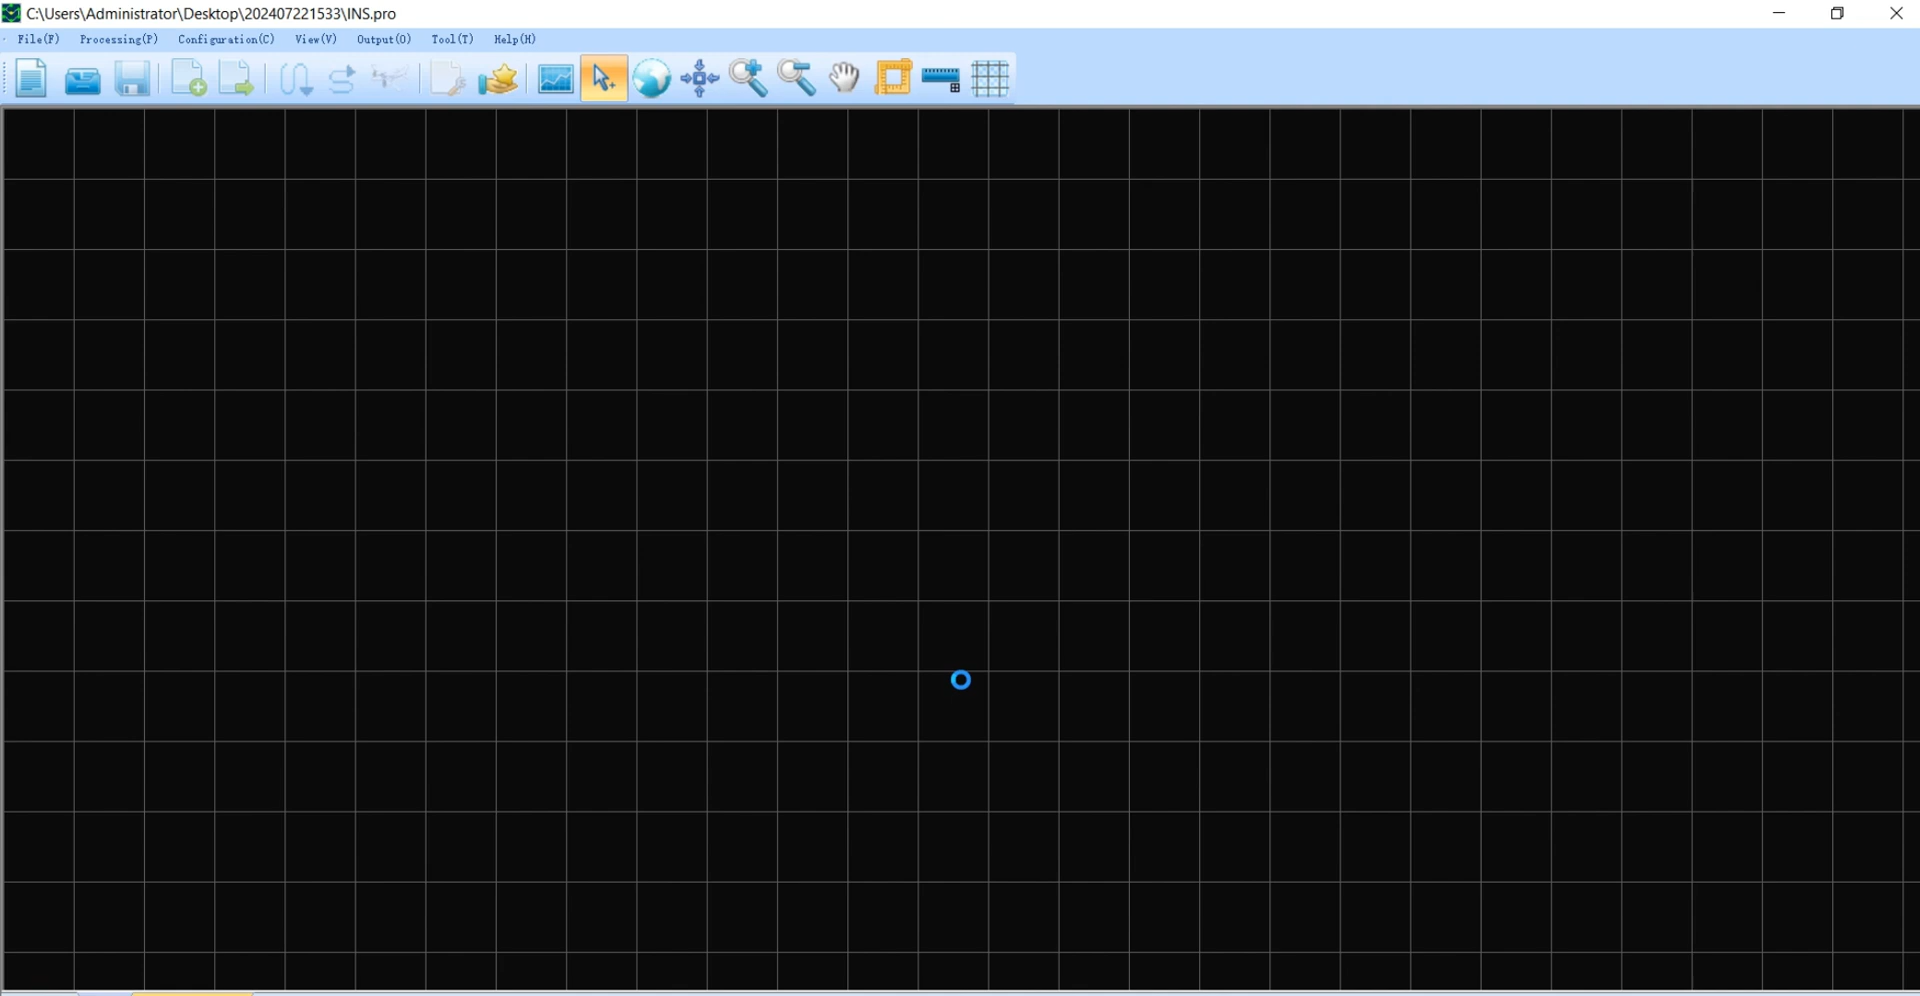 C:\Users\Administrator\Desktop\202407221533\INS.pro
File(F) Processing(P) Configuration(C) View(V) Output(O) Tool(T) Help(H)